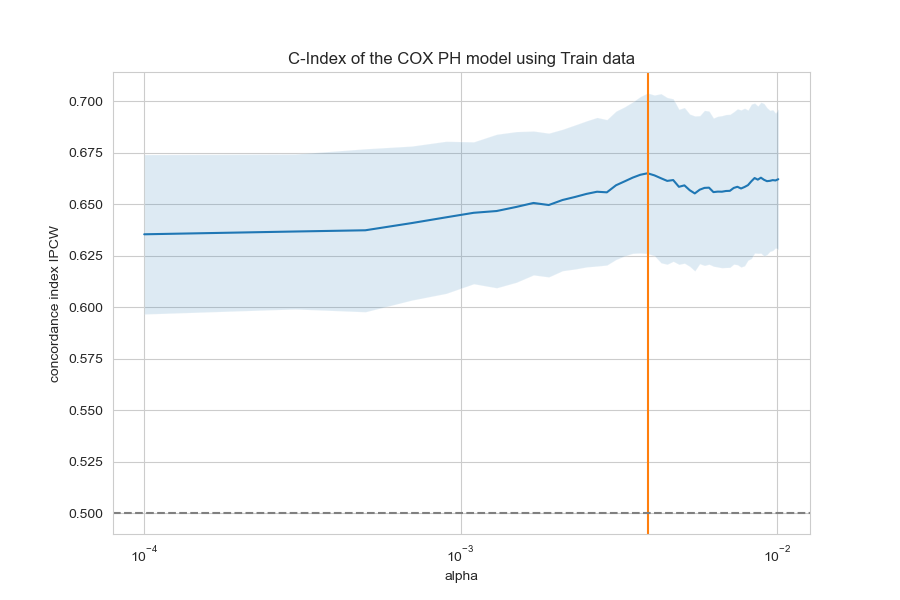 C-Index of the COX PH model using Train data
concordance index IPCW
0.700
0.675
0.650
0.625
0.600
0.575
0.550
0.525
0.500
10⁻⁴ 10⁻³ 10⁻²
alpha